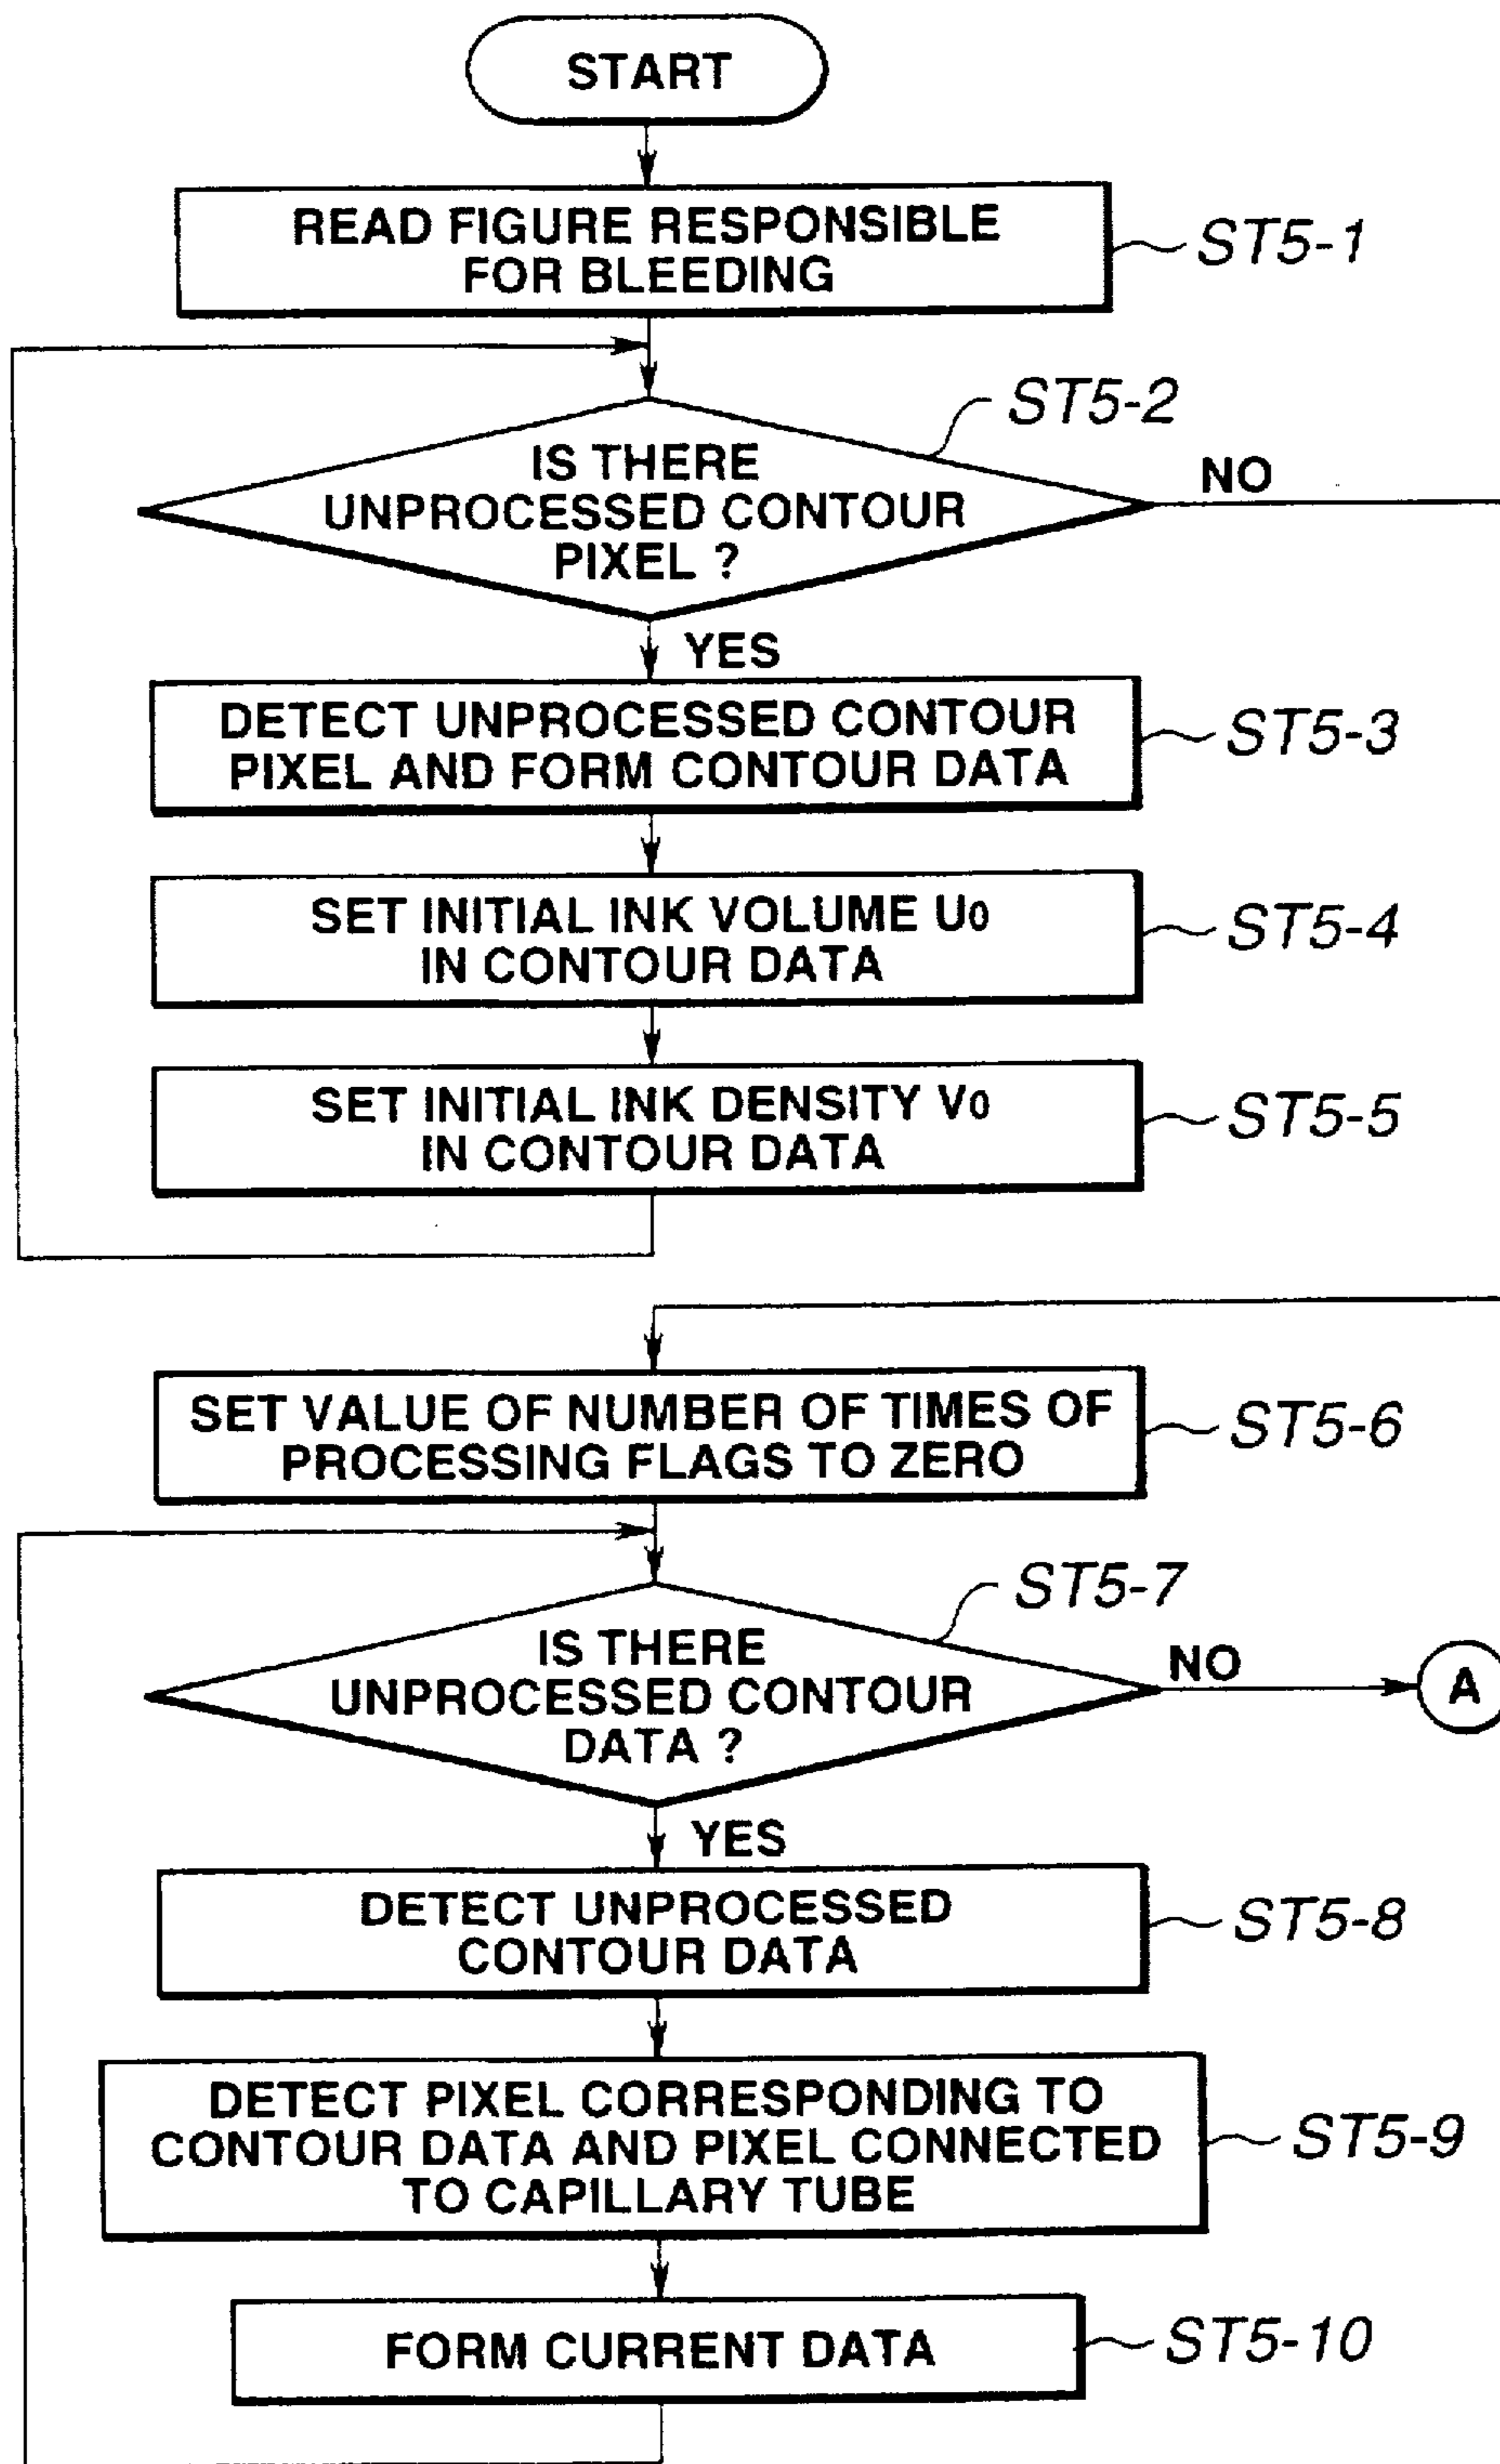 START
READ FIGURE RESPONSIBLE
FOR BLEEDING
ST5-1
ST5-2
IS THERE
UNPROCESSED CONTOUR
PIXEL ?
NO
YES
DETECT UNPROCESSED CONTOUR
PIXEL AND FORM CONTOUR DATA
ST5-3
SET INITIAL INK VOLUME U0
IN CONTOUR DATA
ST5-4
SET INITIAL INK DENSITY V0
IN CONTOUR DATA
ST5-5
SET VALUE OF NUMBER OF TIMES OF
PROCESSING FLAGS TO ZERO
ST5-6
ST5-7
IS THERE
UNPROCESSED CONTOUR
DATA ?
NO
A
YES
DETECT UNPROCESSED
CONTOUR DATA
ST5-8
DETECT PIXEL CORRESPONDING TO
CONTOUR DATA AND PIXEL CONNECTED
TO CAPILLARY TUBE
ST5-9
FORM CURRENT DATA
ST5-10